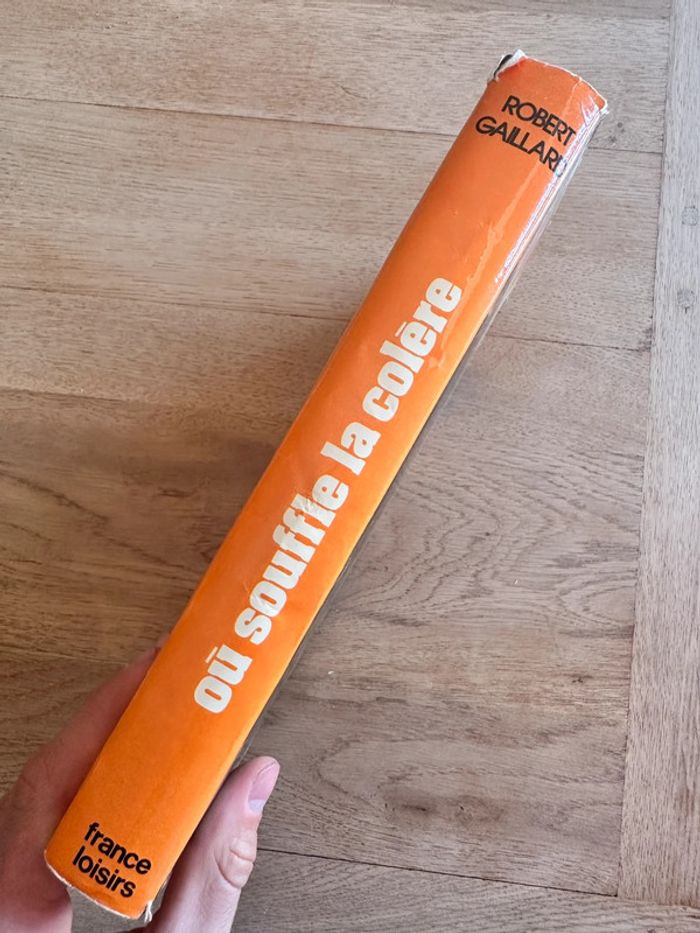 ROBERT
GAILLARD
où souffle la colère
france
loisirs